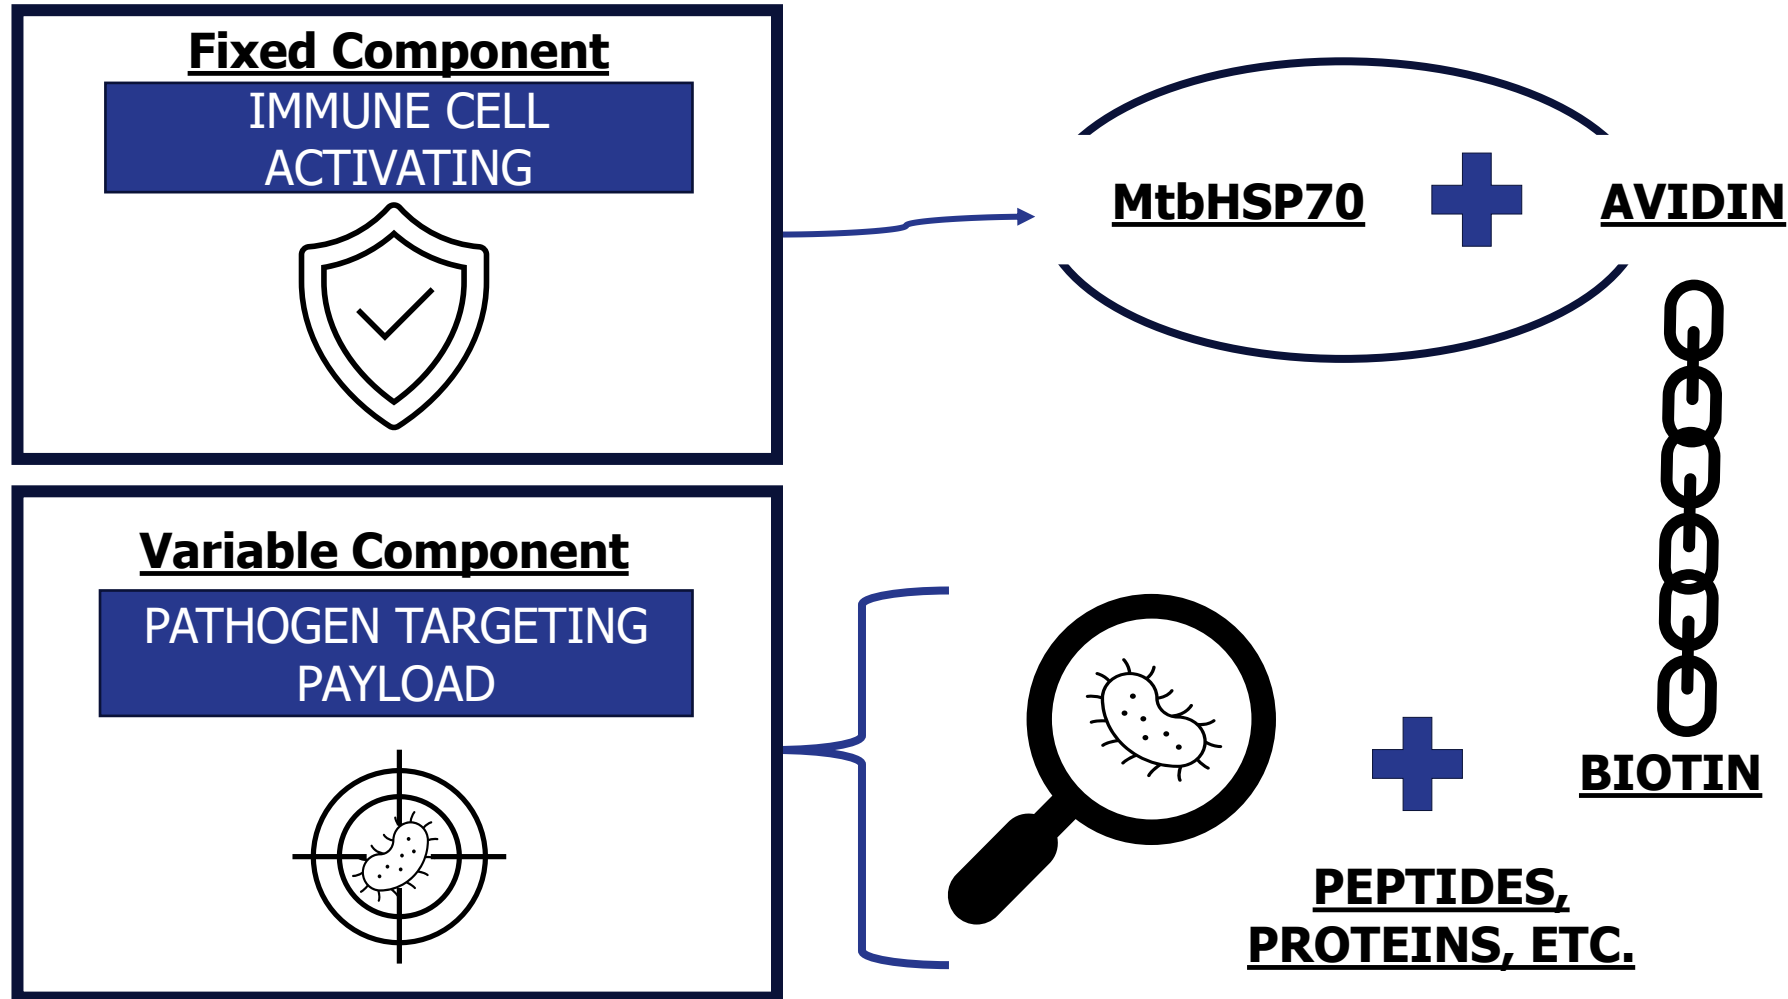 Fixed Component
IMMUNE CELL
ACTIVATING
MtbHSP70
AVIDIN
Variable Component
PATHOGEN TARGETING
PAYLOAD
BIOTIN
PEPTIDES,
PROTEINS, ETC.